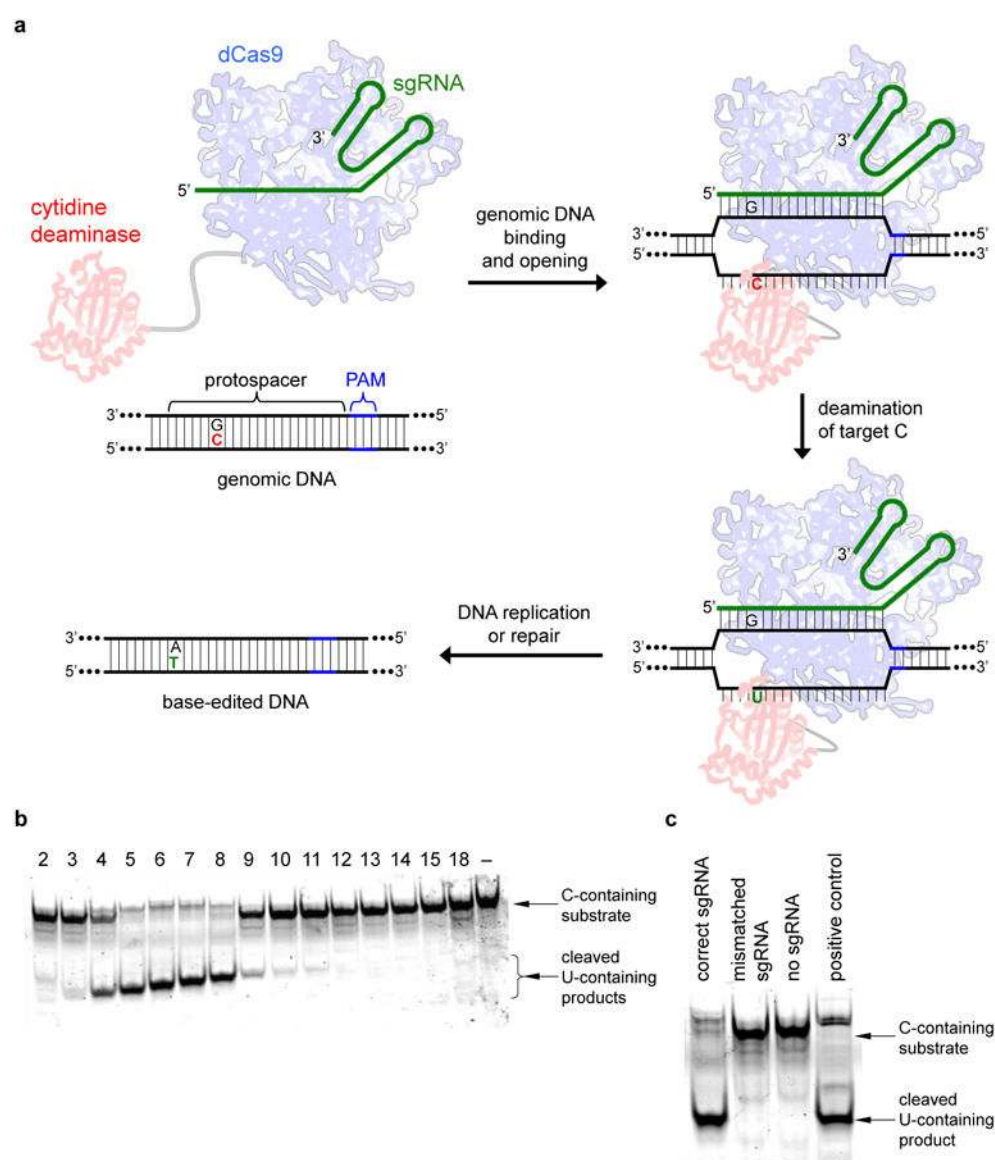 a
dCas9
sgRNA
3’
5’
cytidine
deaminase
genomic DNA
binding
and opening
3’
5’
G
3’
5’
5’
3’
C
protospacer
PAM
3’
5’
G
C
5’
3’
genomic DNA
deamination
of target C
3’
5’
G
3’
5’
5’
3’
U
DNA replication
or repair
3’
5’
A
T
5’
3’
base-edited DNA
b
2 3 4 5 6 7 8 9 10 11 12 13 14 15 18 –
C-containing
substrate
cleaved
U-containing
products
c
correct sgRNA
mismatched
sgRNA
no sgRNA
positive control
C-containing
substrate
cleaved
U-containing
product